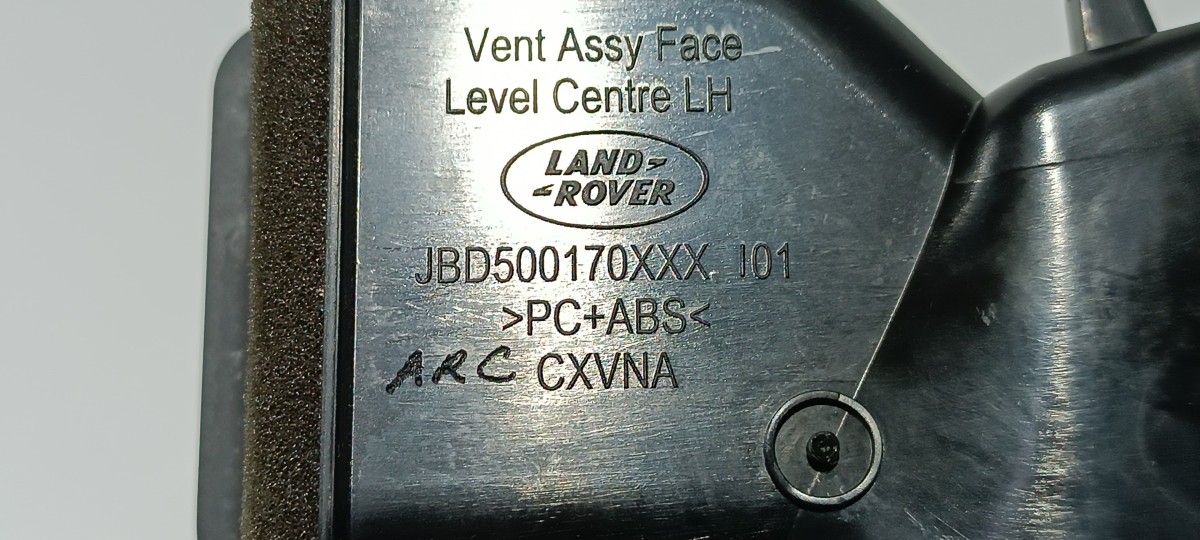 Vent Assy Face
Level Centre LH
LAND
ROVER
JBD500170XXX I01
>PC+ABS<
ARC CXVNA